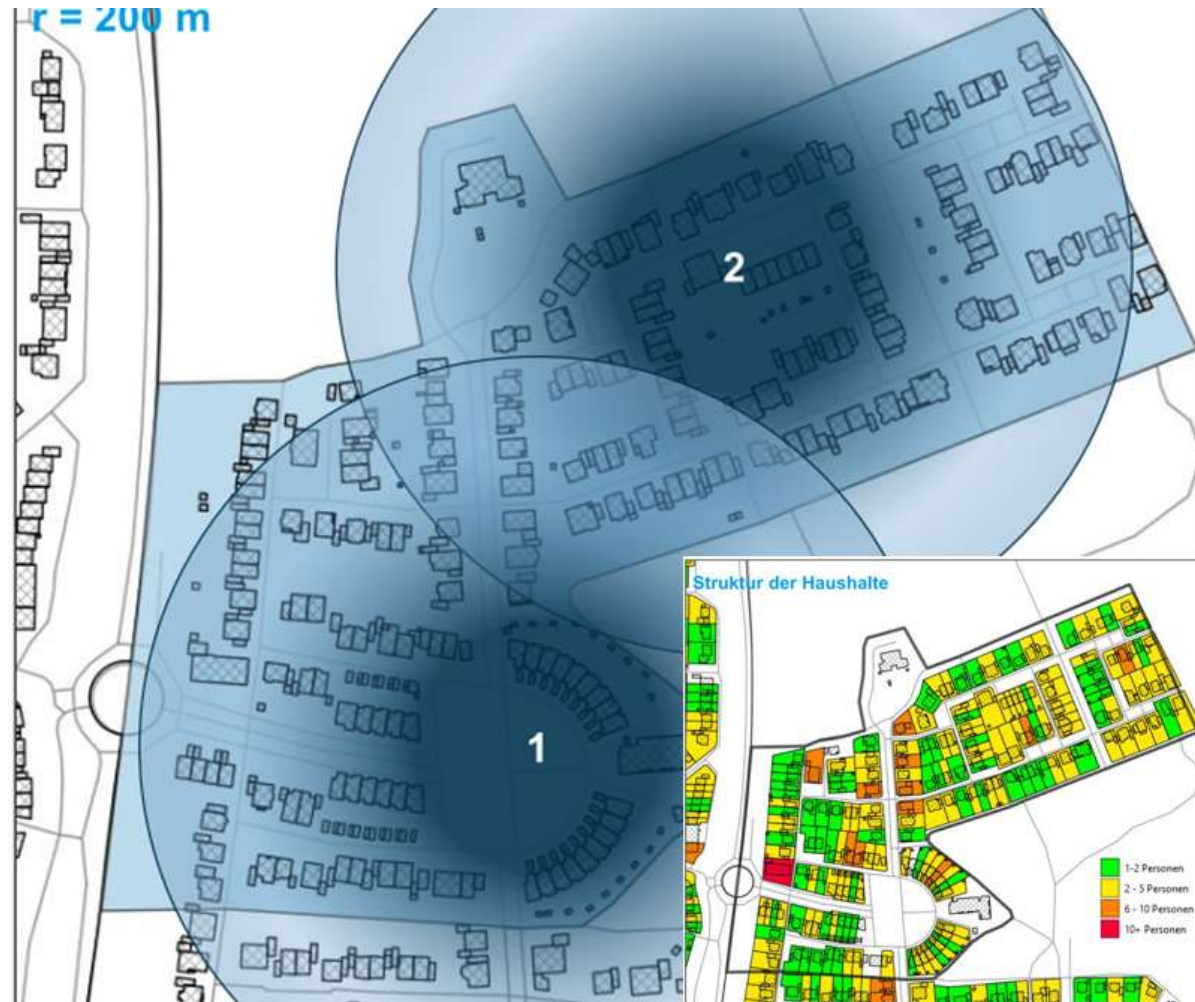 r = 200 m
2
1
Struktur der Haushalte
1-2 Personen
2 - 5 Personen
6 - 10 Personen
10+ Personen